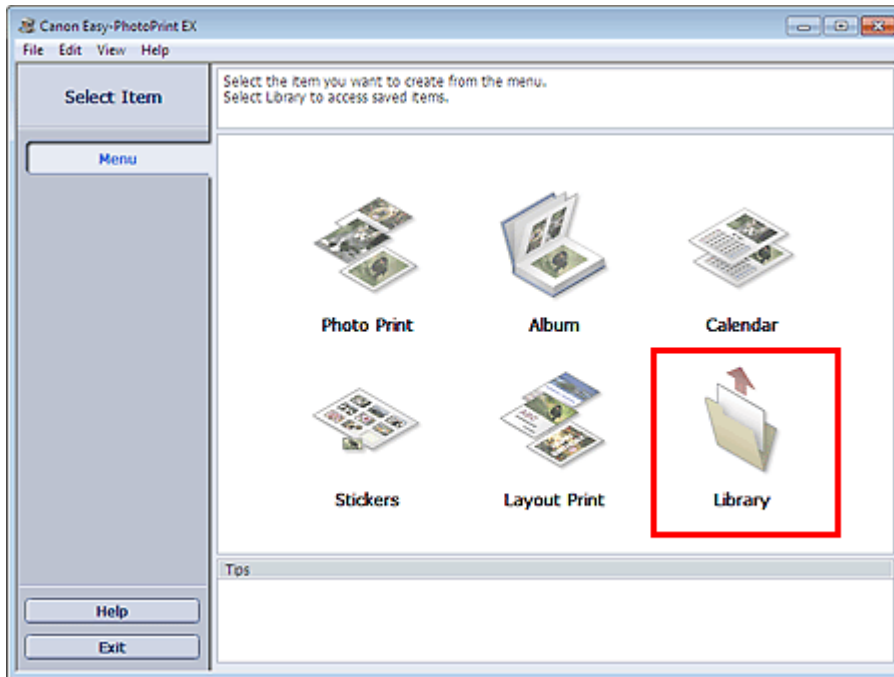 Canon Easy-PhotoPrint EX
File Edit View Help
Select Item
Select the item you want to create from the menu.
Select Library to access saved items.
Menu
Photo Print
Album
Calendar
Stickers
Layout Print
Library
Tips
Help
Exit